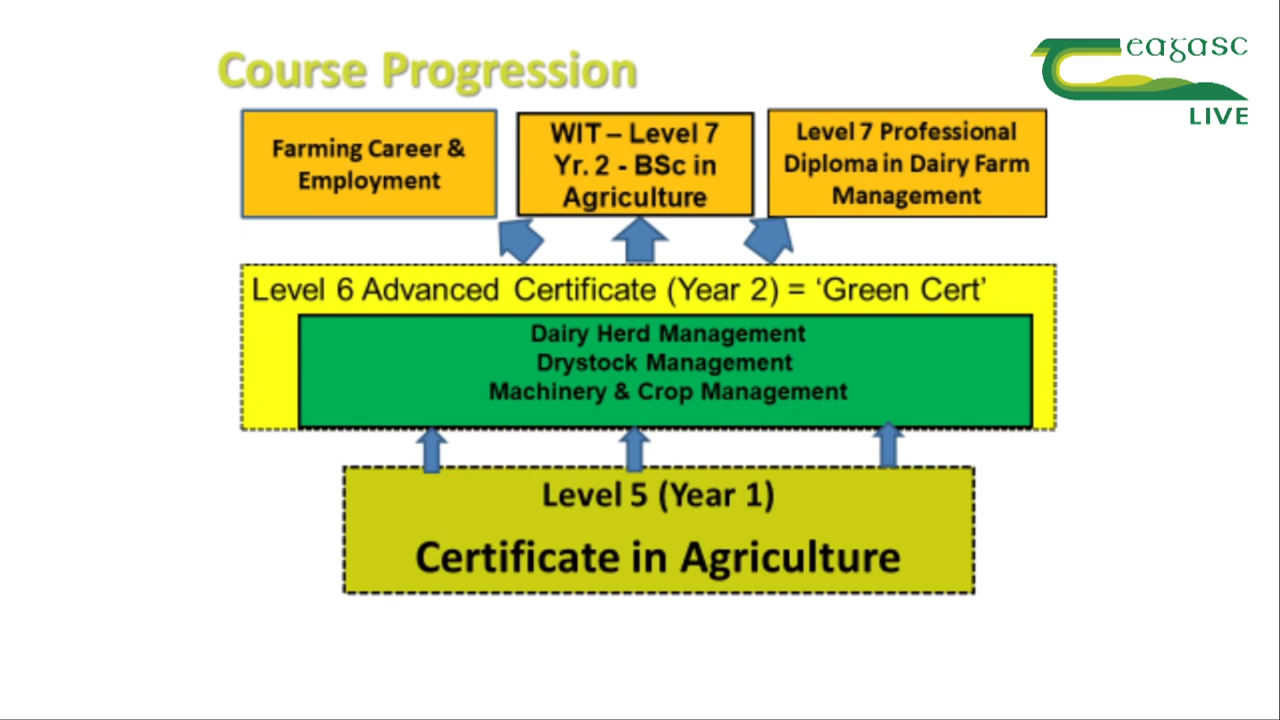 Course Progression
eagasc
LIVE
Farming Career &
Employment
WIT – Level 7
Yr. 2 - BSc in
Agriculture
Level 7 Professional
Diploma in Dairy Farm
Management
Level 6 Advanced Certificate (Year 2) = ‘Green Cert’
Dairy Herd Management
Drystock Management
Machinery & Crop Management
Level 5 (Year 1)
Certificate in Agriculture